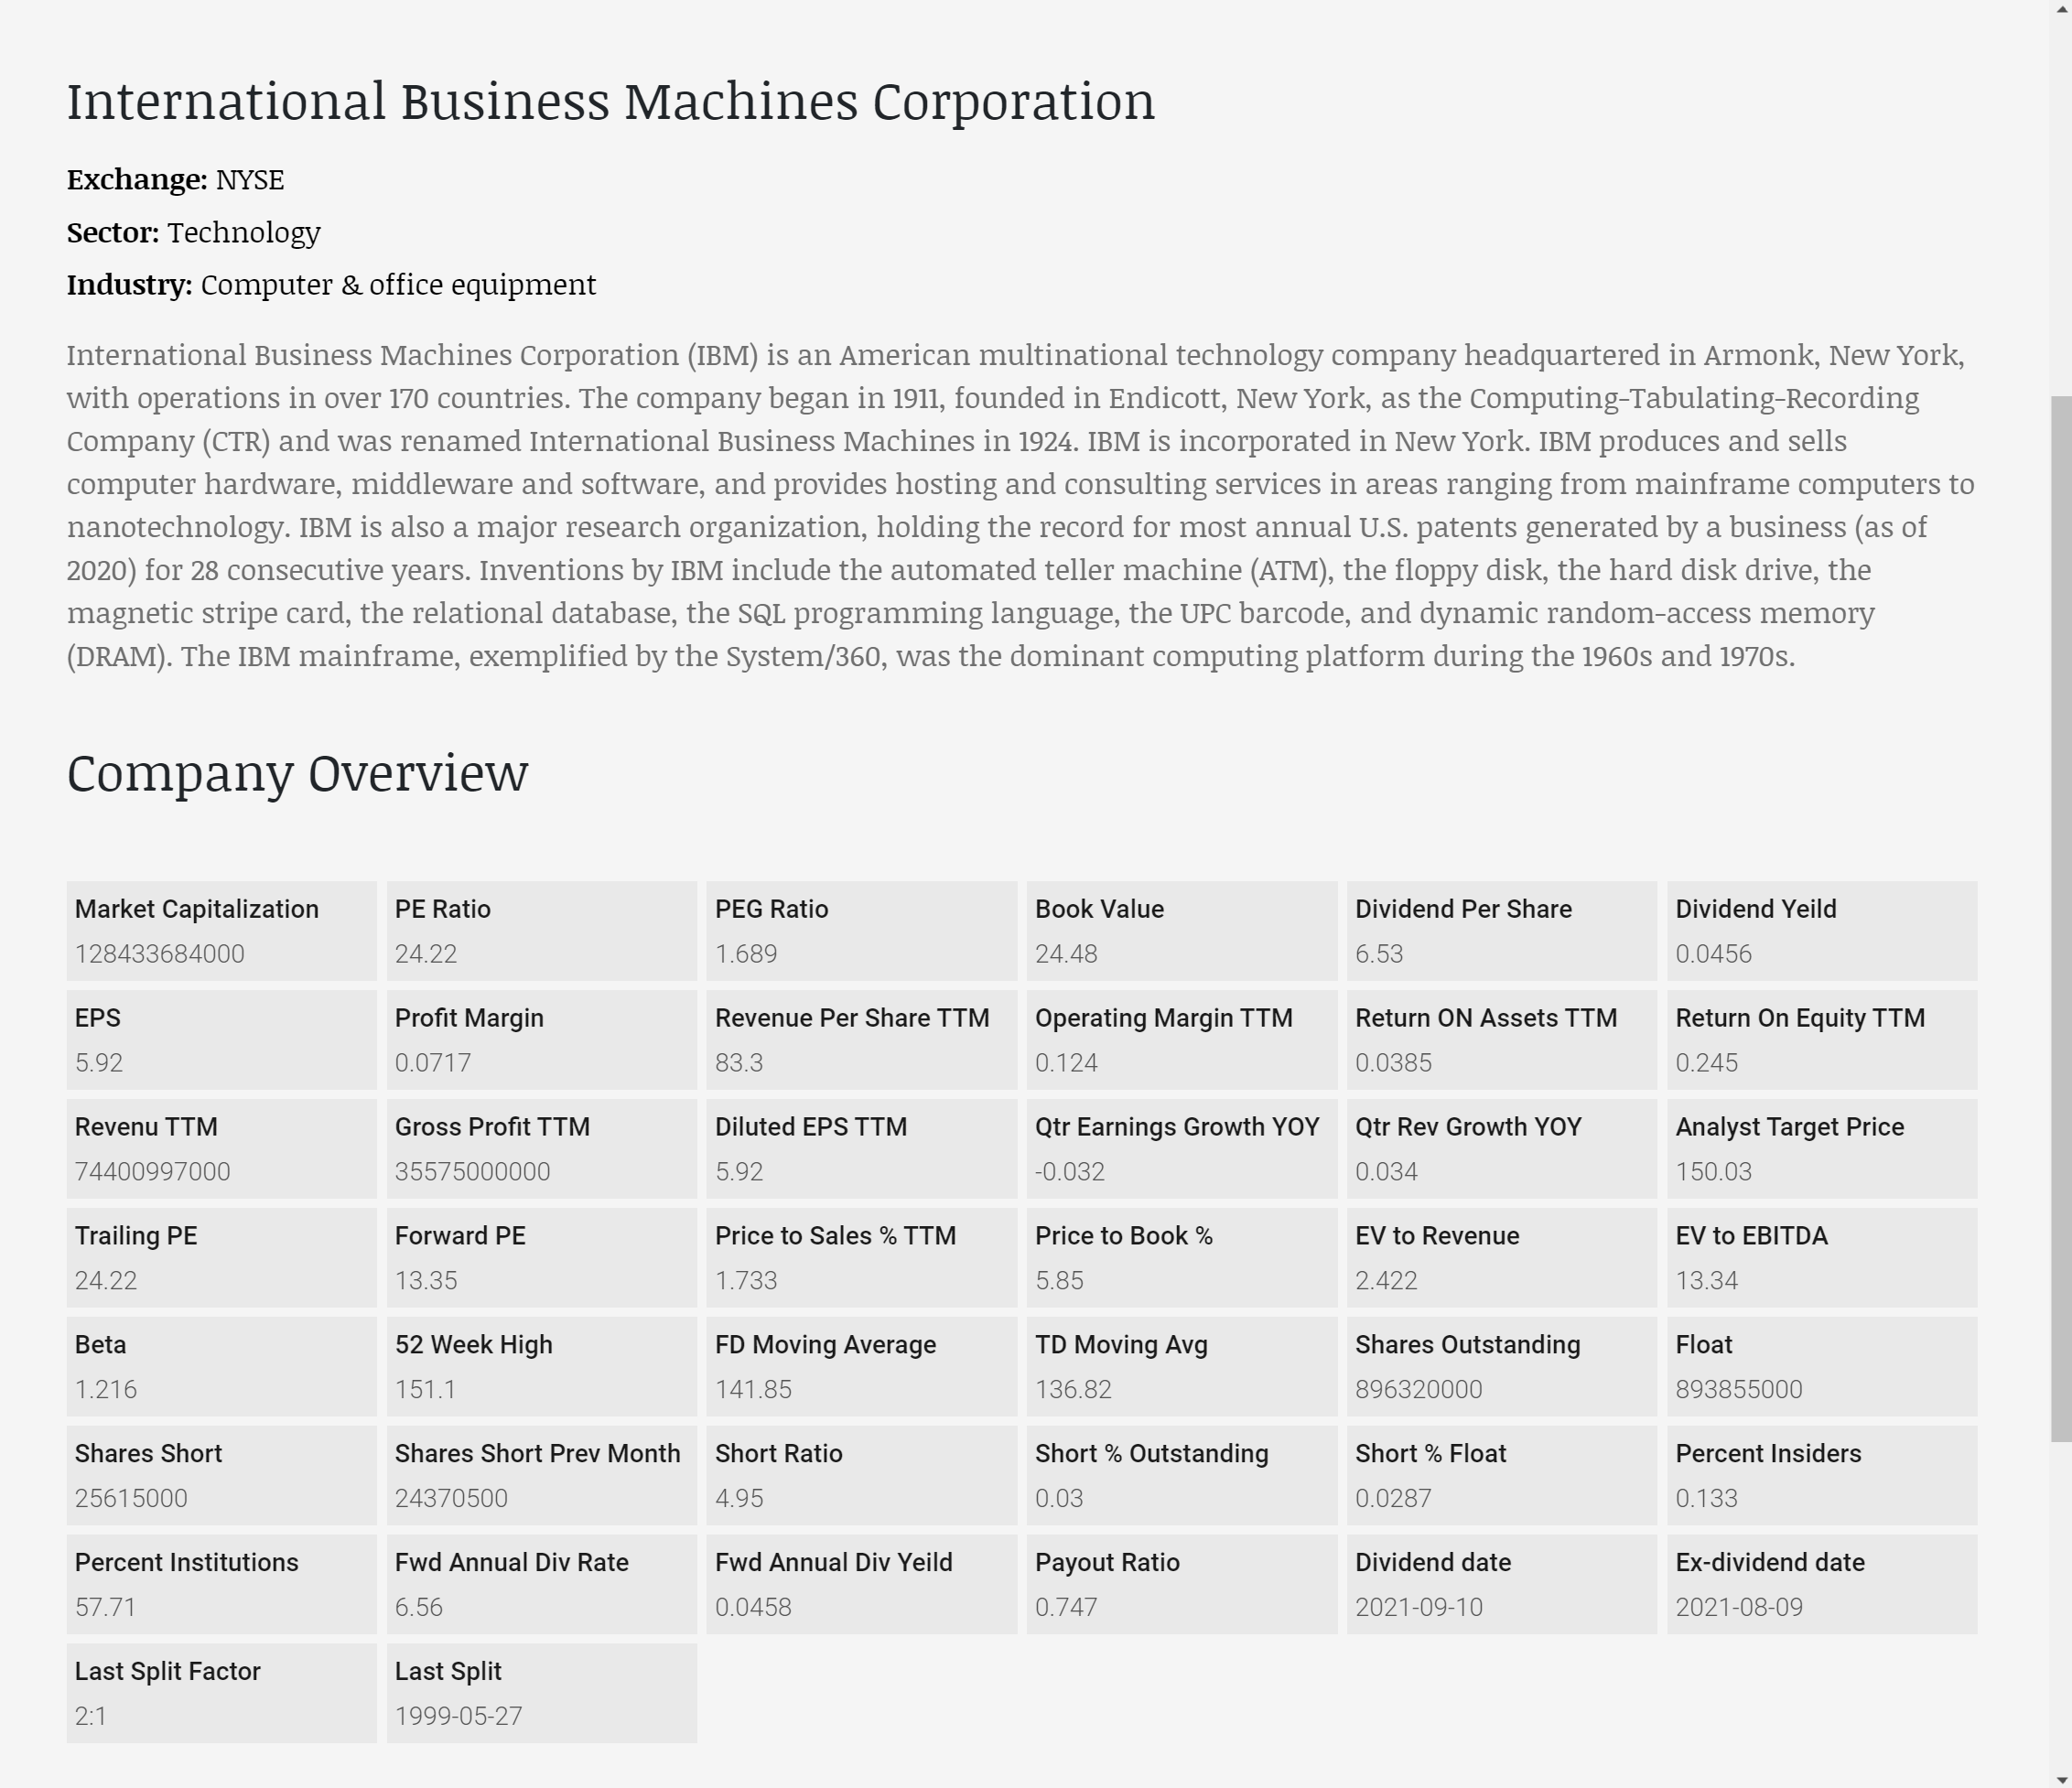 International Business Machines Corporation
Exchange: NYSE
Sector: Technology
Industry: Computer & office equipment
International Business Machines Corporation (IBM) is an American multinational technology company headquartered in Armonk, New York,
with operations in over 170 countries. The company began in 1911, founded in Endicott, New York, as the Computing-Tabulating-Recording
Company (CTR) and was renamed International Business Machines in 1924. IBM is incorporated in New York. IBM produces and sells
computer hardware, middleware and software, and provides hosting and consulting services in areas ranging from mainframe computers to
nanotechnology. IBM is also a major research organization, holding the record for most annual U.S. patents generated by a business (as of
2020) for 28 consecutive years. Inventions by IBM include the automated teller machine (ATM), the floppy disk, the hard disk drive, the
magnetic stripe card, the relational database, the SQL programming language, the UPC barcode, and dynamic random-access memory
(DRAM). The IBM mainframe, exemplified by the System/360, was the dominant computing platform during the 1960s and 1970s.
Company Overview
Market Capitalization
128433684000
PE Ratio
24.22
PEG Ratio
1.689
Book Value
24.48
Dividend Per Share
6.53
Dividend Yeild
0.0456
EPS
5.92
Profit Margin
0.0717
Revenue Per Share TTM
83.3
Operating Margin TTM
0.124
Return ON Assets TTM
0.0385
Return On Equity TTM
0.245
Revenu TTM
74400997000
Gross Profit TTM
35575000000
Diluted EPS TTM
5.92
Qtr Earnings Growth YOY
-0.032
Qtr Rev Growth YOY
0.034
Analyst Target Price
150.03
Trailing PE
24.22
Forward PE
13.35
Price to Sales % TTM
1.733
Price to Book %
5.85
EV to Revenue
2.422
EV to EBITDA
13.34
Beta
1.216
52 Week High
151.1
FD Moving Average
141.85
TD Moving Avg
136.82
Shares Outstanding
896320000
Float
893855000
Shares Short
25615000
Shares Short Prev Month
24370500
Short Ratio
4.95
Short % Outstanding
0.03
Short % Float
0.0287
Percent Insiders
0.133
Percent Institutions
57.71
Fwd Annual Div Rate
6.56
Fwd Annual Div Yeild
0.0458
Payout Ratio
0.747
Dividend date
2021-09-10
Ex-dividend date
2021-08-09
Last Split Factor
2:1
Last Split
1999-05-27